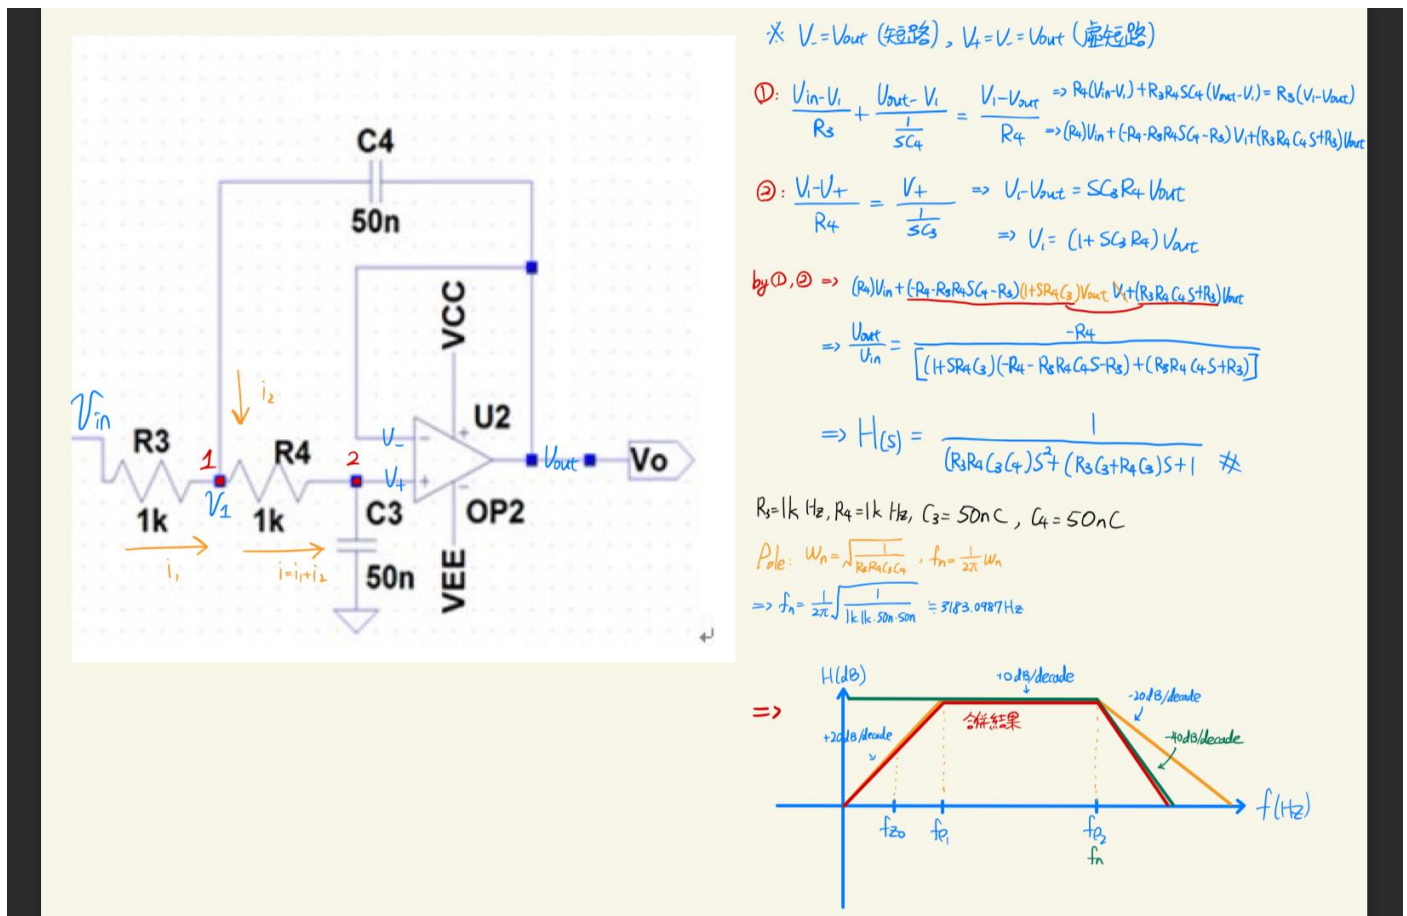 ※ V₋=Vout (短路), V₊=V₋=Vout (虛短路)
①: (Vin-V₁)/R₃ + (Vout-V₁)/(1/SC₄) = (V₁-Vout)/R₄ => R₄(Vin-V₁)+R₃R₄SC₄(Vout-V₁)=R₃(V₁-Vout)
=>(R₄)Vin+(-R₄-R₃R₄SC₄-R₃)V₁+(R₃R₄C₄S+R₃)Vout
②: (V₁-V₊)/R₄ = V₊/(1/SC₃) => V₁-Vout = SC₃R₄Vout
=> V₁= (1+SC₃R₄)Vout
by①,② => (R₄)Vin+(-R₄-R₃R₄SC₄-R₃)(1+SR₄C₃)Vout V₁+(R₃R₄C₄S+R₃)Vout
=> Vout/Vin = -R₄/[(1+SR₄C₃)(-R₄-R₃R₄C₄S-R₃)+(R₃R₄C₄S+R₃)]
=> H(s) = 1/((R₃R₄C₃C₄)S²+(R₃C₃+R₄C₃)S+1) #
R₃=1k Hz, R₄=1k Hz, C₃=50nC, C₄=50nC
Pole: Wn=√(1/(R₃R₄C₃C₄)), fn=1/2π Wn
=> fn=1/2π √(1/(1k·1k·50n·50n)) ≒3183.0987Hz
C4
50n
VCC
i₂
Vin
R3
1
R4
2
V₋
V₊
U2
Vout
Vo
V₁
1k
1k
C3
OP2
i₁
i=i₁+i₂
50n
VEE
↵
=>
H(dB)
+0dB/decade
-20dB/decade
合併結果
+20dB/decade
-40dB/decade
f(Hz)
fz₀
fp₁
fp₂
fn